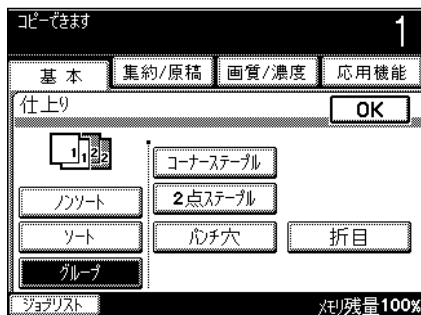 コピーできます
1
基本 集約/原稿 画質/濃度 応用機能
仕上り OK
1 1 2 2
コーナーステープル
ノンソート 2点ステープル
ソート パンチ穴 折目
グループ
ジョブリスト メモリ残量100%